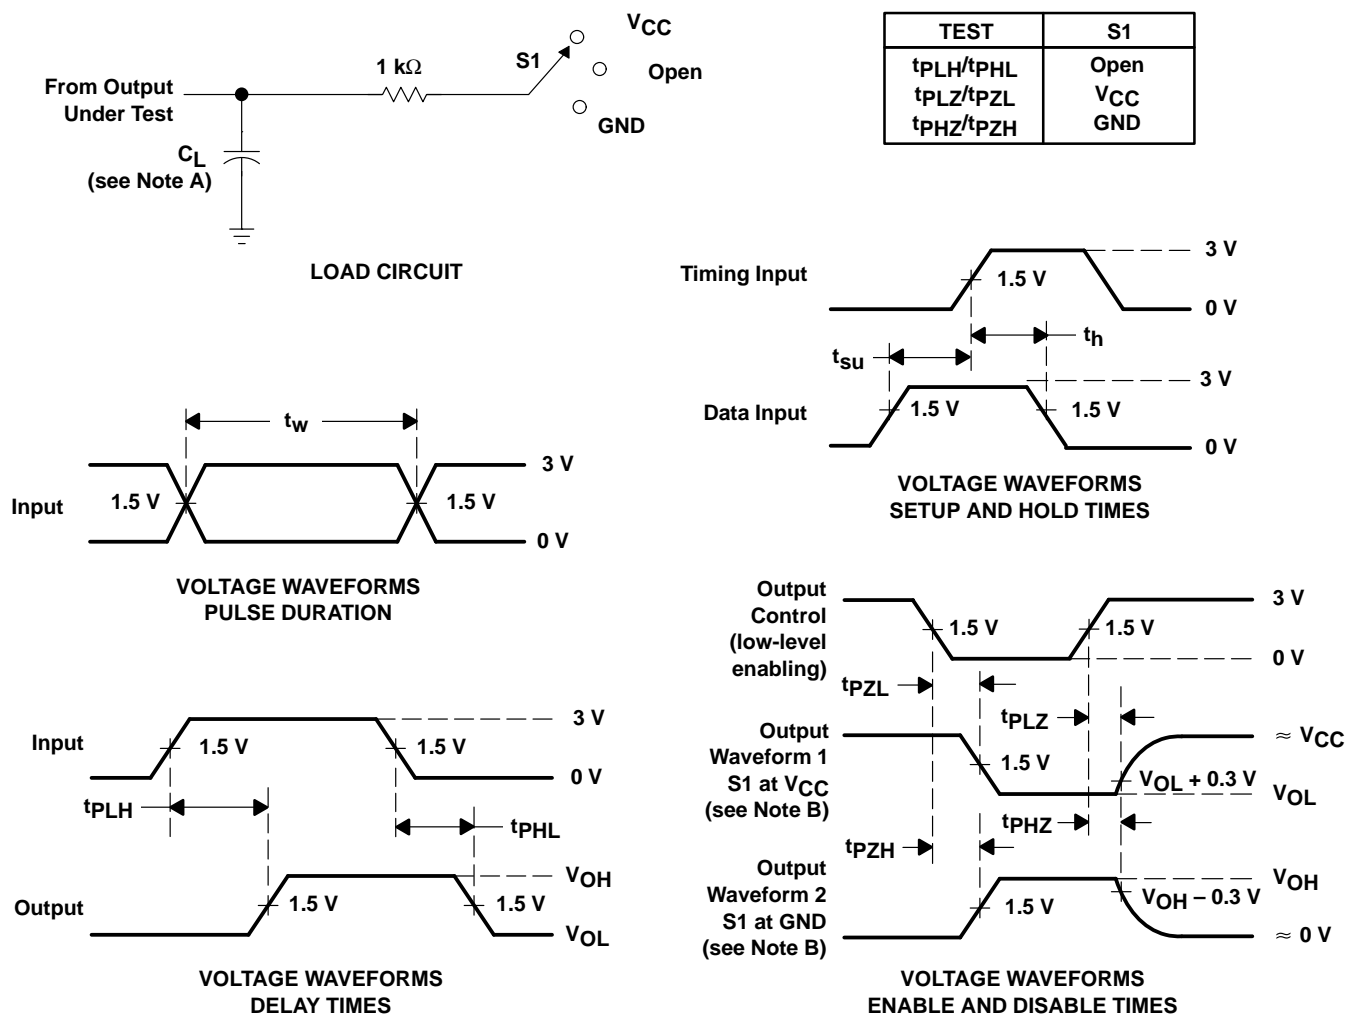 From Output
Under Test
CL
(see Note A)
1 kΩ
S1
VCC
Open
GND
LOAD CIRCUIT
TEST S1
tPLH/tPHL Open
tPLZ/tPZL VCC
tPHZ/tPZH GND
Timing Input
1.5 V
3 V
0 V
th
tsu
Data Input
1.5 V
1.5 V
3 V
0 V
VOLTAGE WAVEFORMS
SETUP AND HOLD TIMES
tw
Input
1.5 V
1.5 V
3 V
0 V
VOLTAGE WAVEFORMS
PULSE DURATION
Input
1.5 V
1.5 V
3 V
0 V
tPLH
tPHL
Output
1.5 V
1.5 V
VOH
VOL
VOLTAGE WAVEFORMS
DELAY TIMES
Output
Control
(low-level
enabling)
1.5 V
1.5 V
3 V
0 V
tPZL
tPLZ
Output
Waveform 1
S1 at VCC
(see Note B)
1.5 V
VOL + 0.3 V
≈ VCC
VOL
tPZH
tPHZ
Output
Waveform 2
S1 at GND
(see Note B)
1.5 V
VOH – 0.3 V
VOH
≈ 0 V
VOLTAGE WAVEFORMS
ENABLE AND DISABLE TIMES